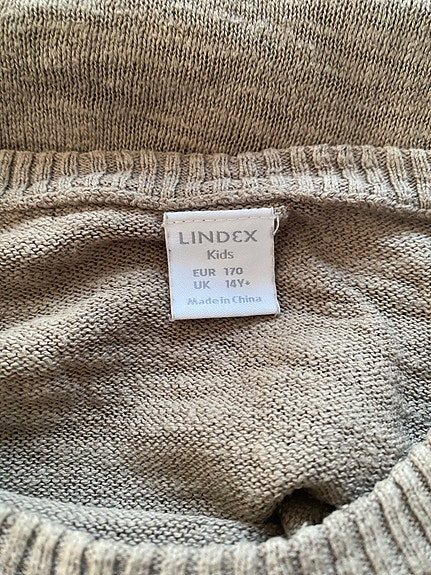 LINDEX
Kids
EUR 170
UK 14Y+
Made in China